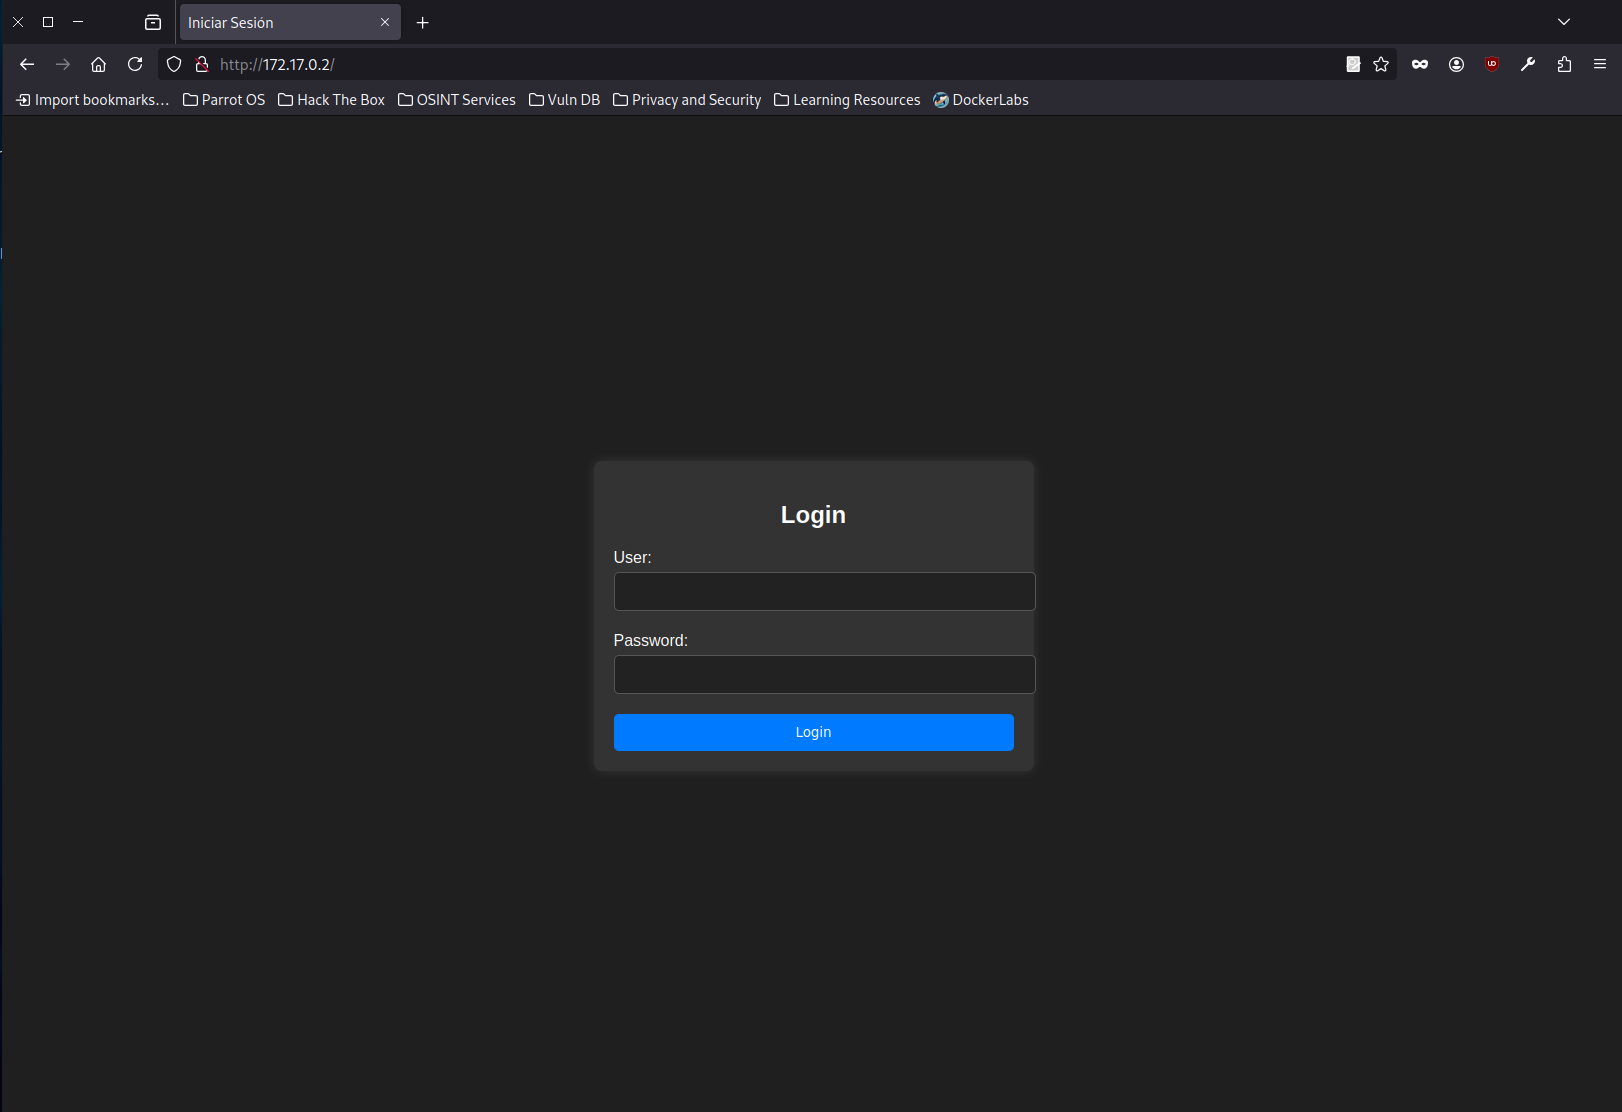 Iniciar Sesión
http://172.17.0.2/
Import bookmarks... Parrot OS Hack The Box OSINT Services Vuln DB Privacy and Security Learning Resources DockerLabs
Login
User:
Password:
Login